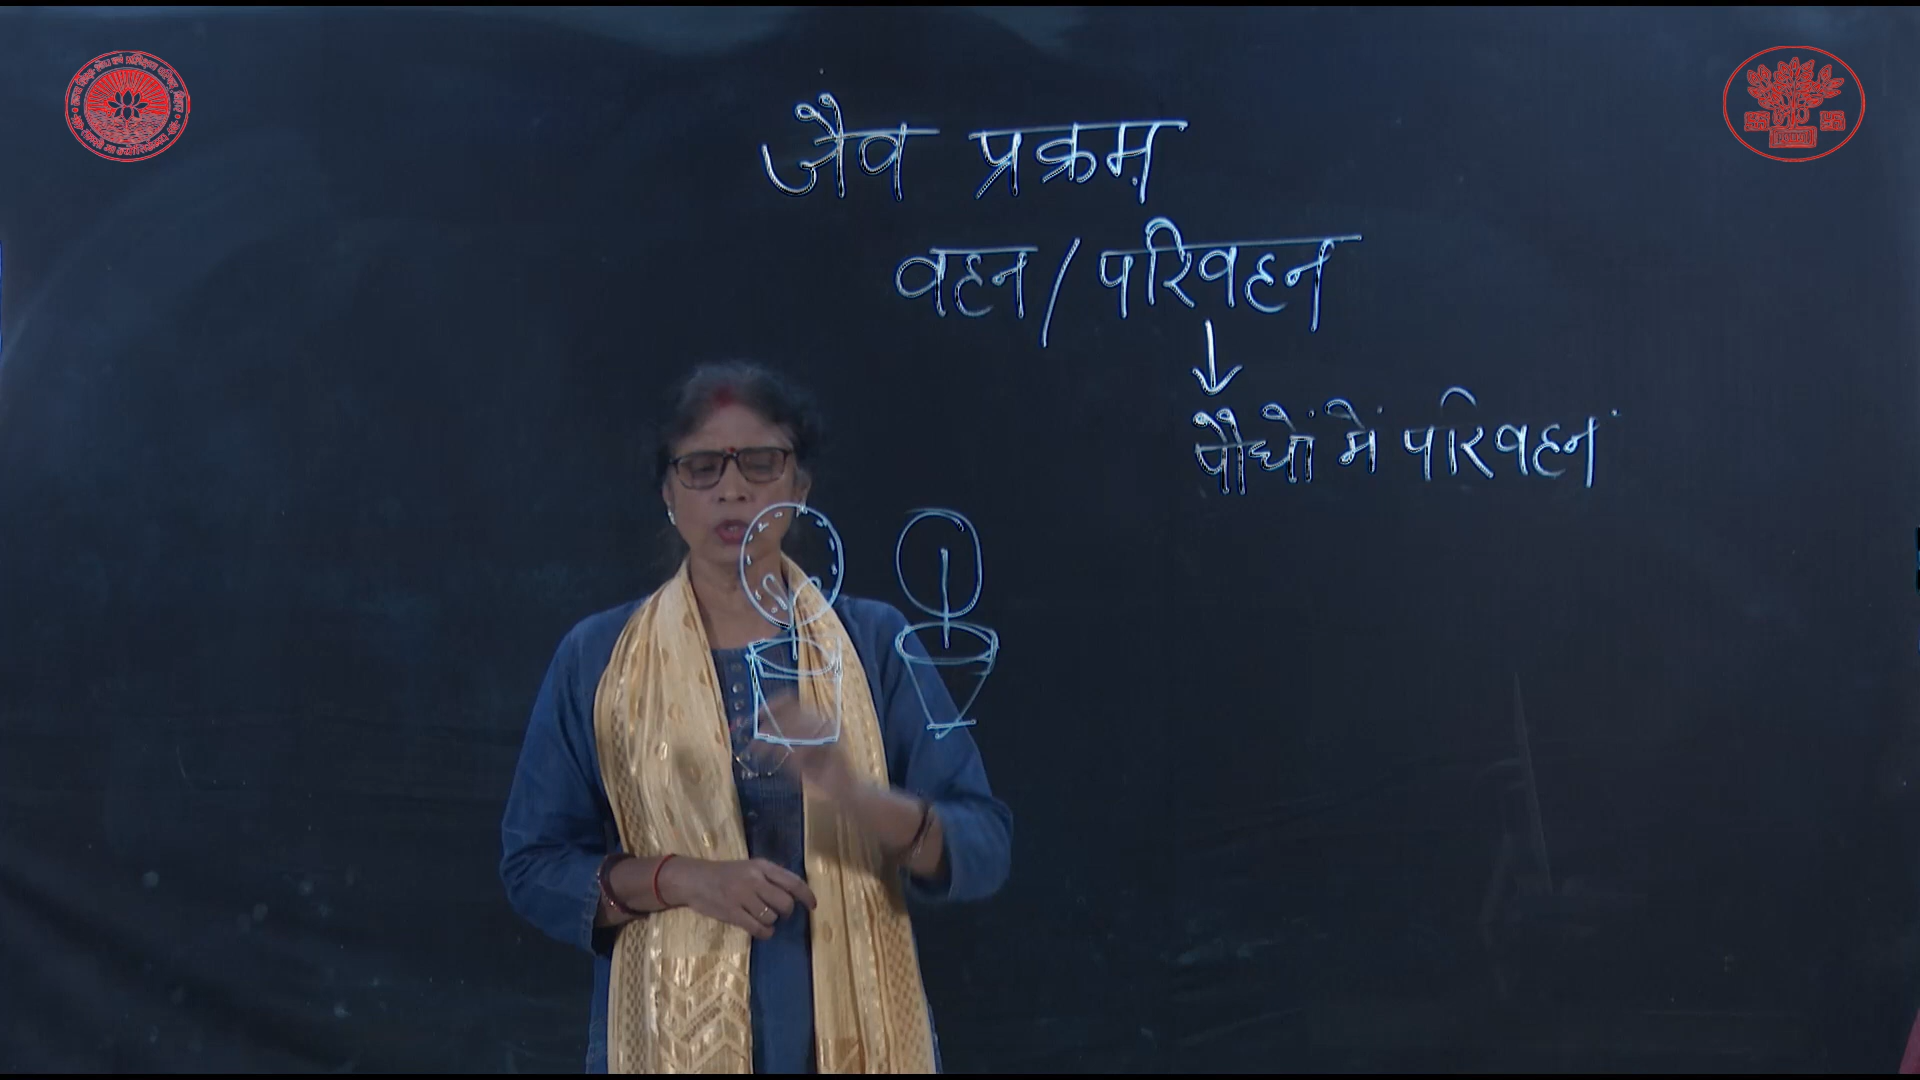 जैव प्रक्रम
वहन / परिवहन
पौधों में परिवहन